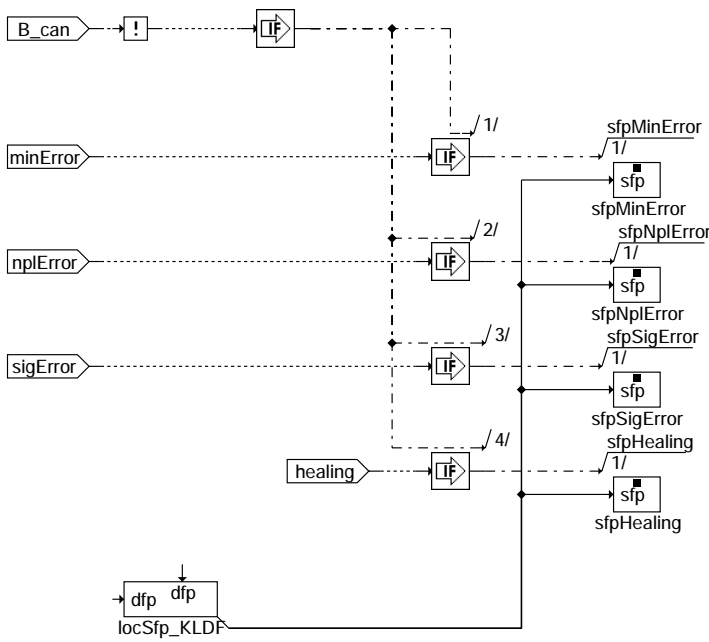 B_can
!
IF
1/
sfpMinError
1/
minError
IF
sfp
sfpMinError
2/
sfpNplError
1/
nplError
IF
sfp
sfpNplError
3/
sfpSigError
1/
sigError
IF
sfp
sfpSigError
4/
sfpHealing
1/
healing
IF
sfp
sfpHealing
dfp dfp
locSfp_KLDF